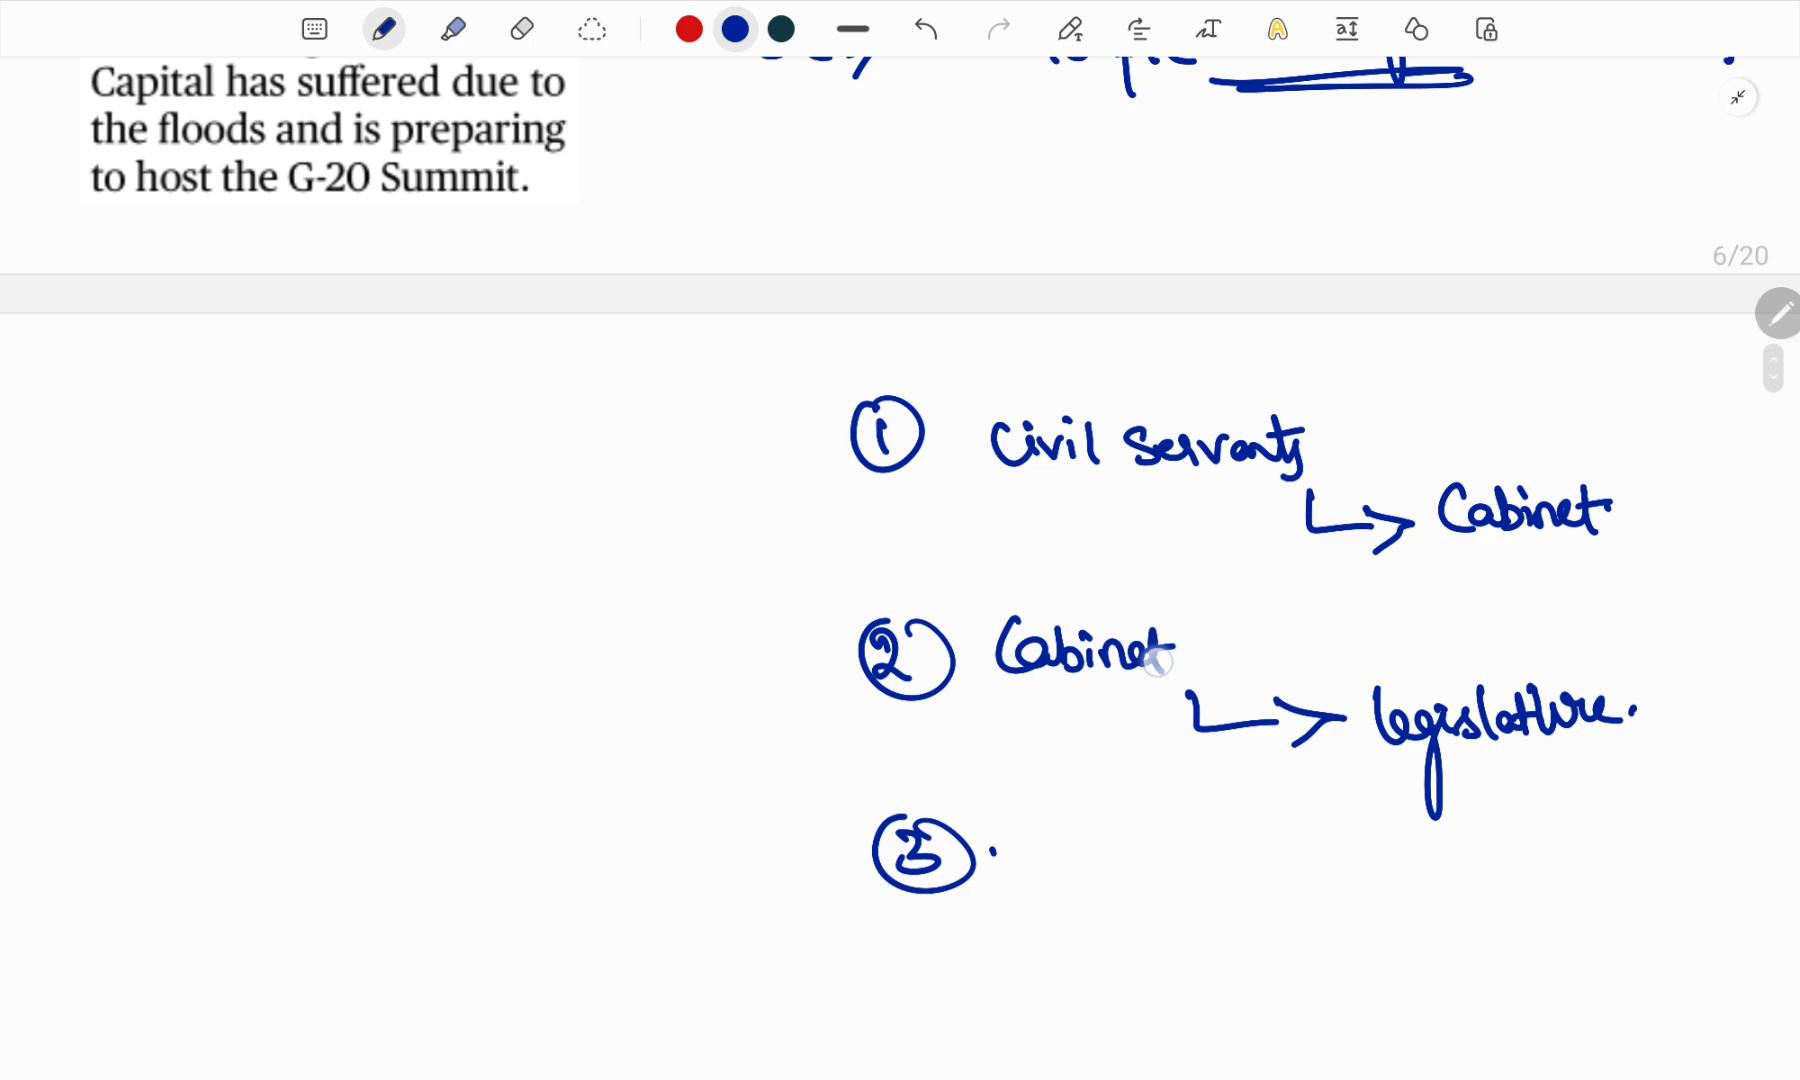 Capital has suffered due to
the floods and is preparing
to host the G-20 Summit.
6/20
1 Civil Servants
Cabinet
2 Cabinet
legislature.
3 .